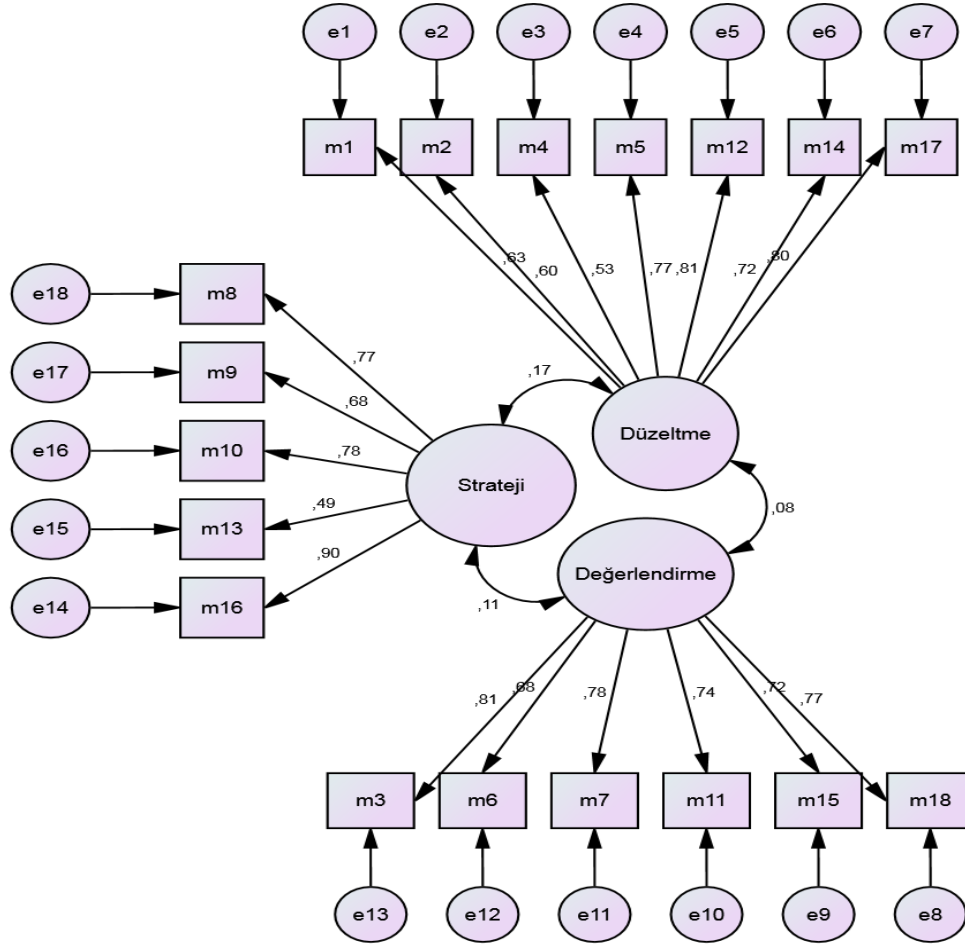 e1 e2 e3 e4 e5 e6 e7
m1 m2 m4 m5 m12 m14 m17
,63 ,60 ,53 ,77 ,81 ,72 ,80
e18 m8
e17 m9
e16 m10
e15 m13
e14 m16
,77
,68
,78
,49
,90
,17
Düzeltme
Strateji
,08
Değerlendirme
,11
,81 ,68 ,78 ,74 ,72 ,77
m3 m6 m7 m11 m15 m18
e13 e12 e11 e10 e9 e8